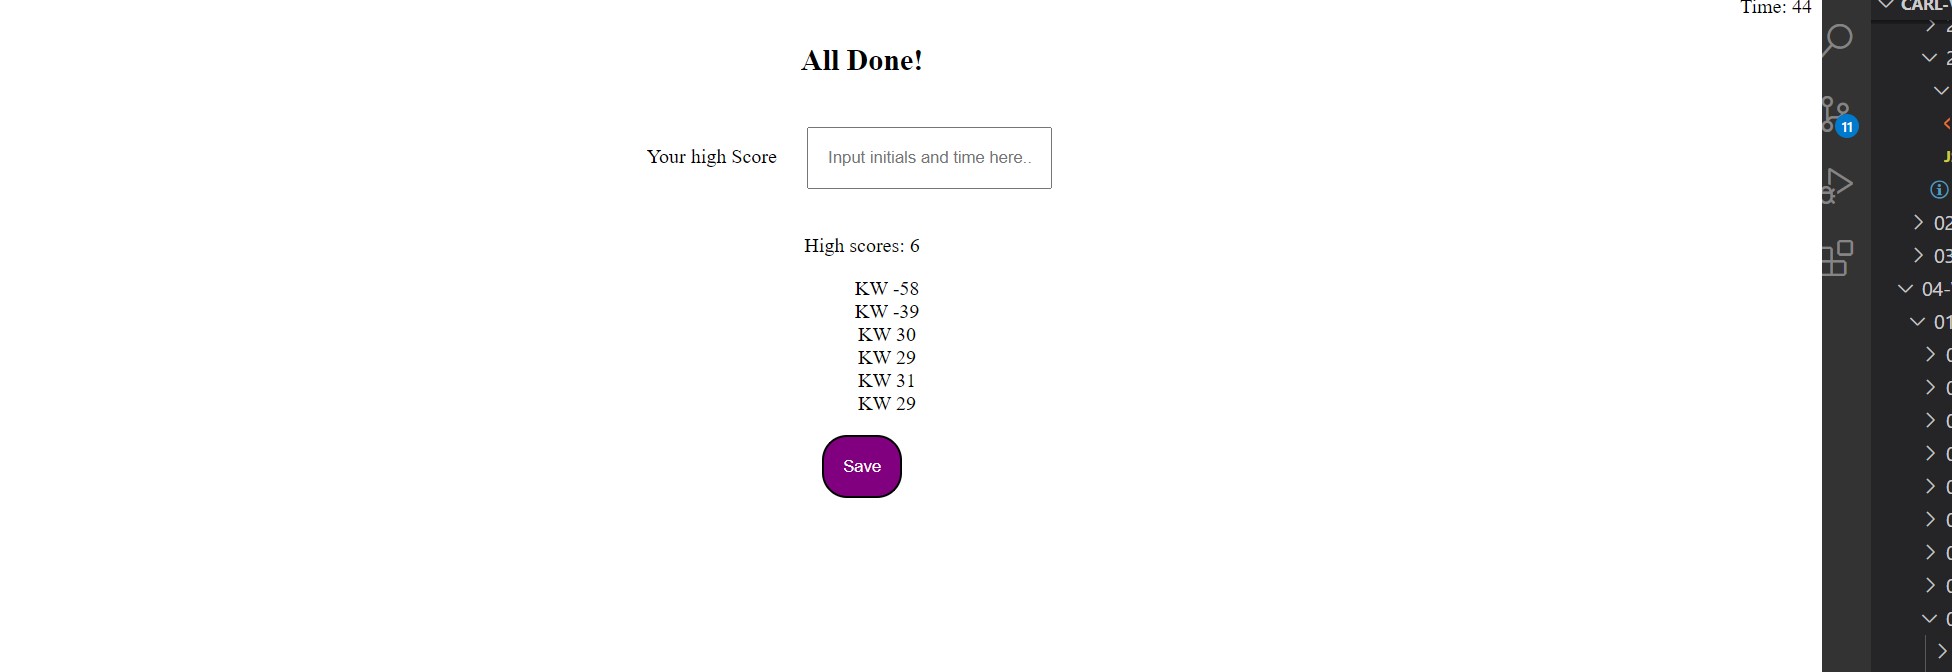 Time: 44
All Done!
Your high Score
Input initials and time here..
High scores: 6
KW -58
KW -39
KW 30
KW 29
KW 31
KW 29
Save
11
02
03
04-
01